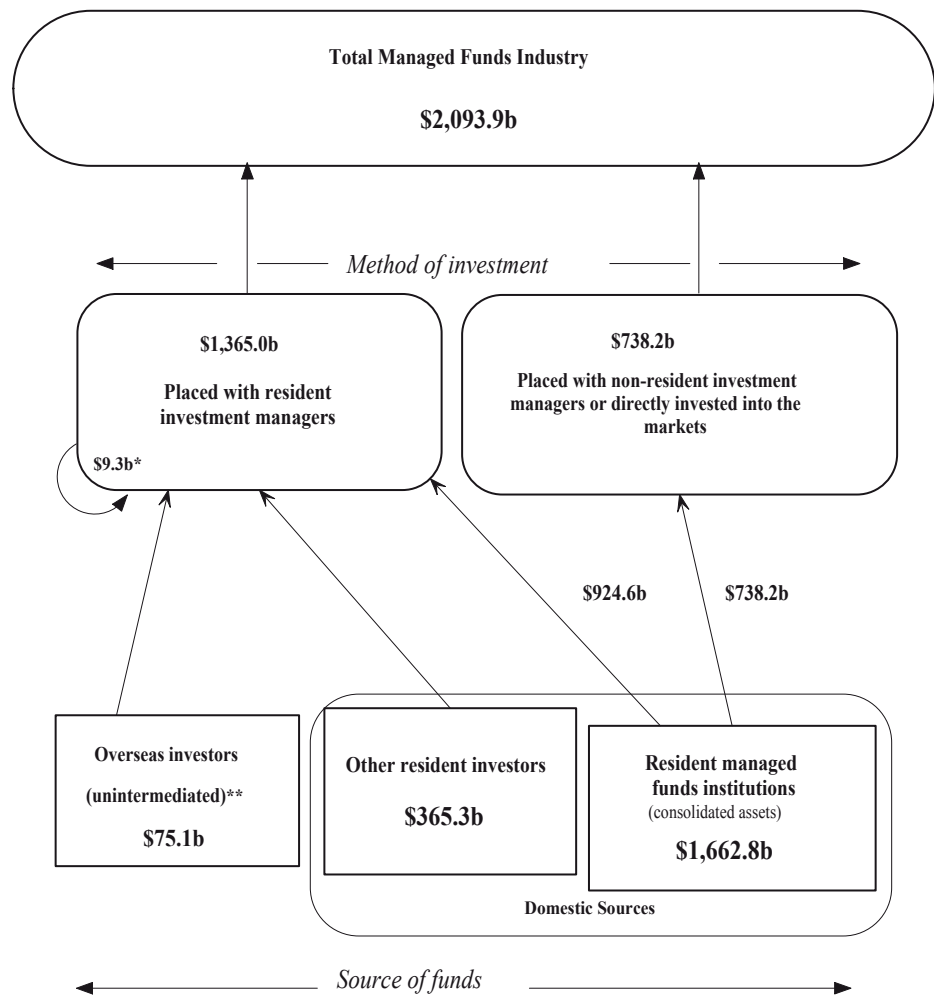 Total Managed Funds Industry
$2,093.9b
Method of investment
$1,365.0b
Placed with resident
investment managers
$9.3b*
$738.2b
Placed with non-resident investment
managers or directly invested into the
markets
$924.6b
$738.2b
Overseas investors
(unintermediated)**
$75.1b
Other resident investors
$365.3b
Resident managed
funds institutions
(consolidated assets)
$1,662.8b
Domestic Sources
Source of funds